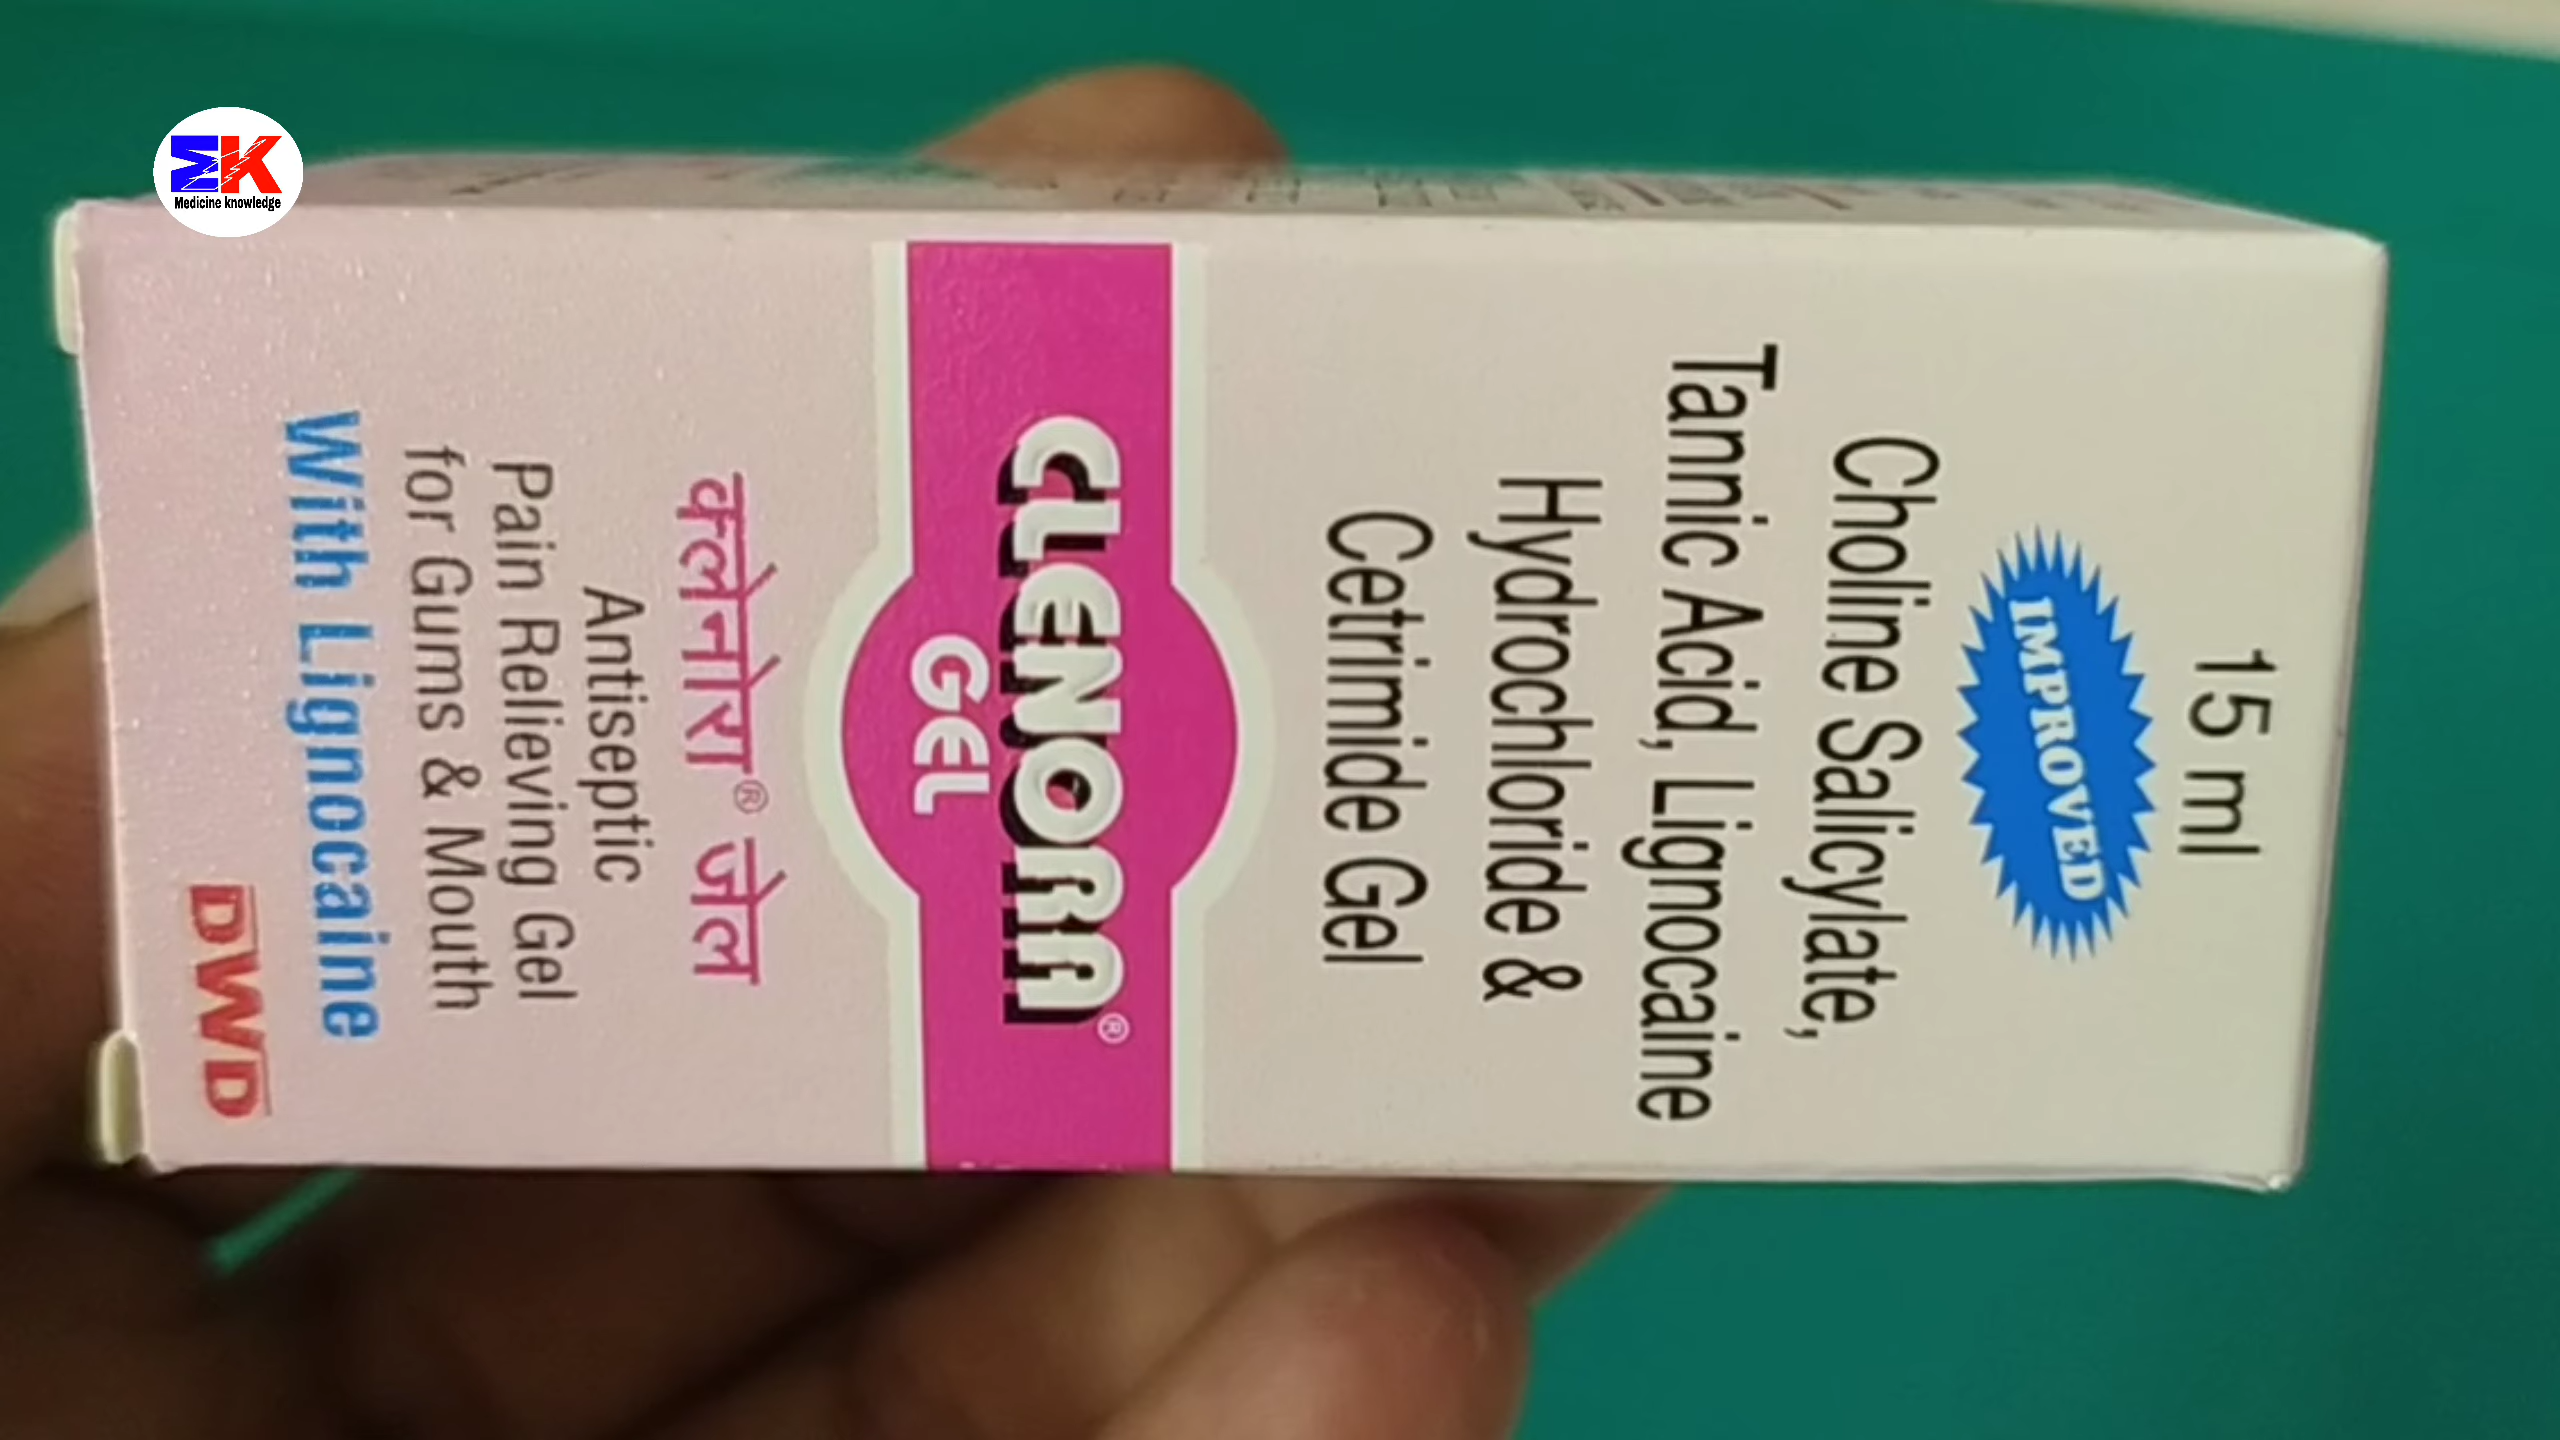 EK
Medicine knowledge
15 ml
IMPROVED
Choline Salicylate,
Tannic Acid, Lignocaine
Hydrochloride &
Cetrimide Gel
CLENORA®
GEL
क्लेनोरा® जेल
Antiseptic
Pain Relieving Gel
for Gums & Mouth
With Lignocaine
DWD